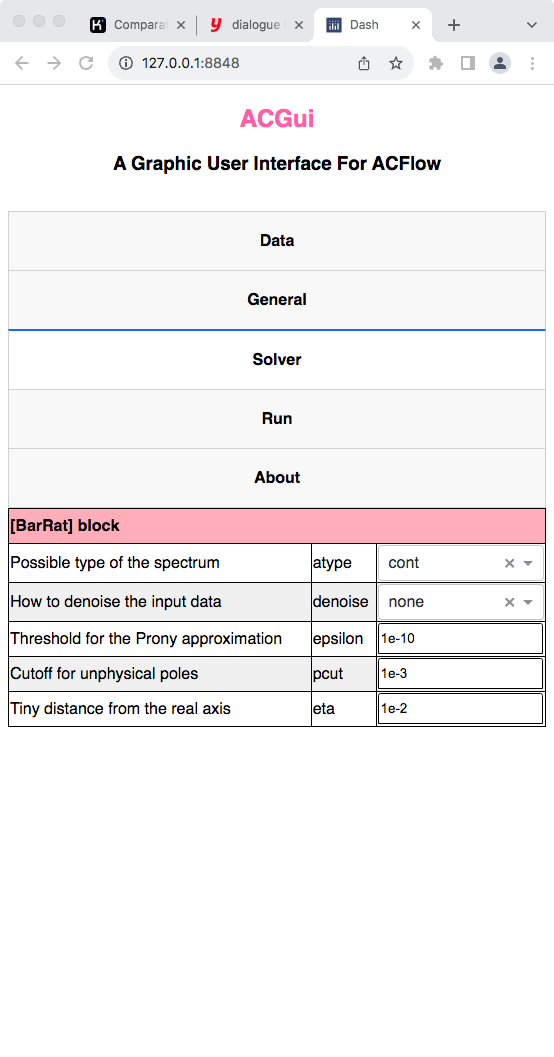 Compara
dialogue
Dash
127.0.0.1:8848
ACGui
A Graphic User Interface For ACFlow
Data
General
Solver
Run
About
[BarRat] block
Possible type of the spectrum atype cont
How to denoise the input data denoise none
Threshold for the Prony approximation epsilon 1e-10
Cutoff for unphysical poles pcut 1e-3
Tiny distance from the real axis eta 1e-2